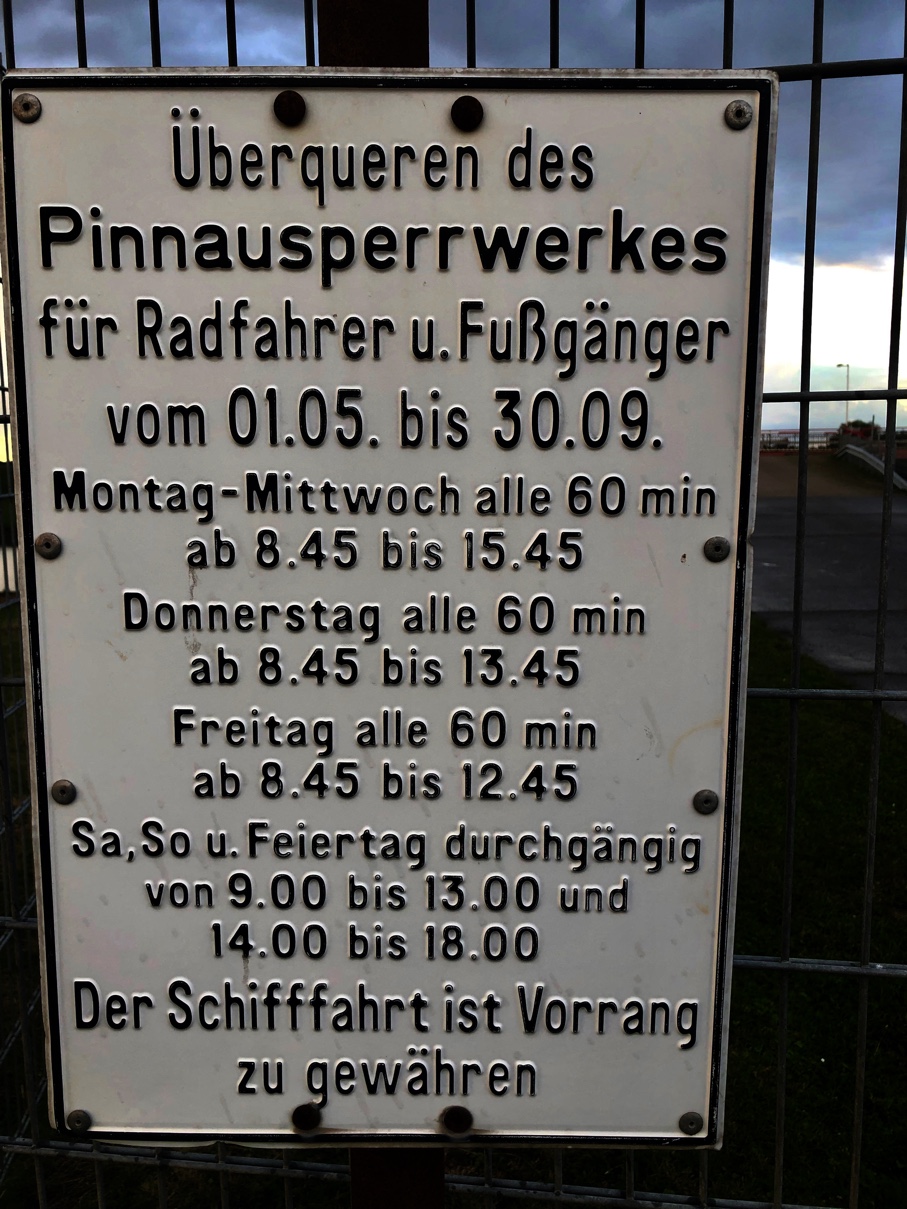 Überqueren des
Pinnausperrwerkes
für Radfahrer u. Fußgänger
vom 01.05. bis 30.09.
Montag-Mittwoch alle 60 min
ab 8.45 bis 15.45
Donnerstag alle 60 min
ab 8.45 bis 13.45
Freitag alle 60 min
ab 8.45 bis 12.45
Sa, So u. Feiertag durchgängig
von 9.00 bis 13.00 und
14.00 bis 18.00
Der Schifffahrt ist Vorrang
zu gewähren